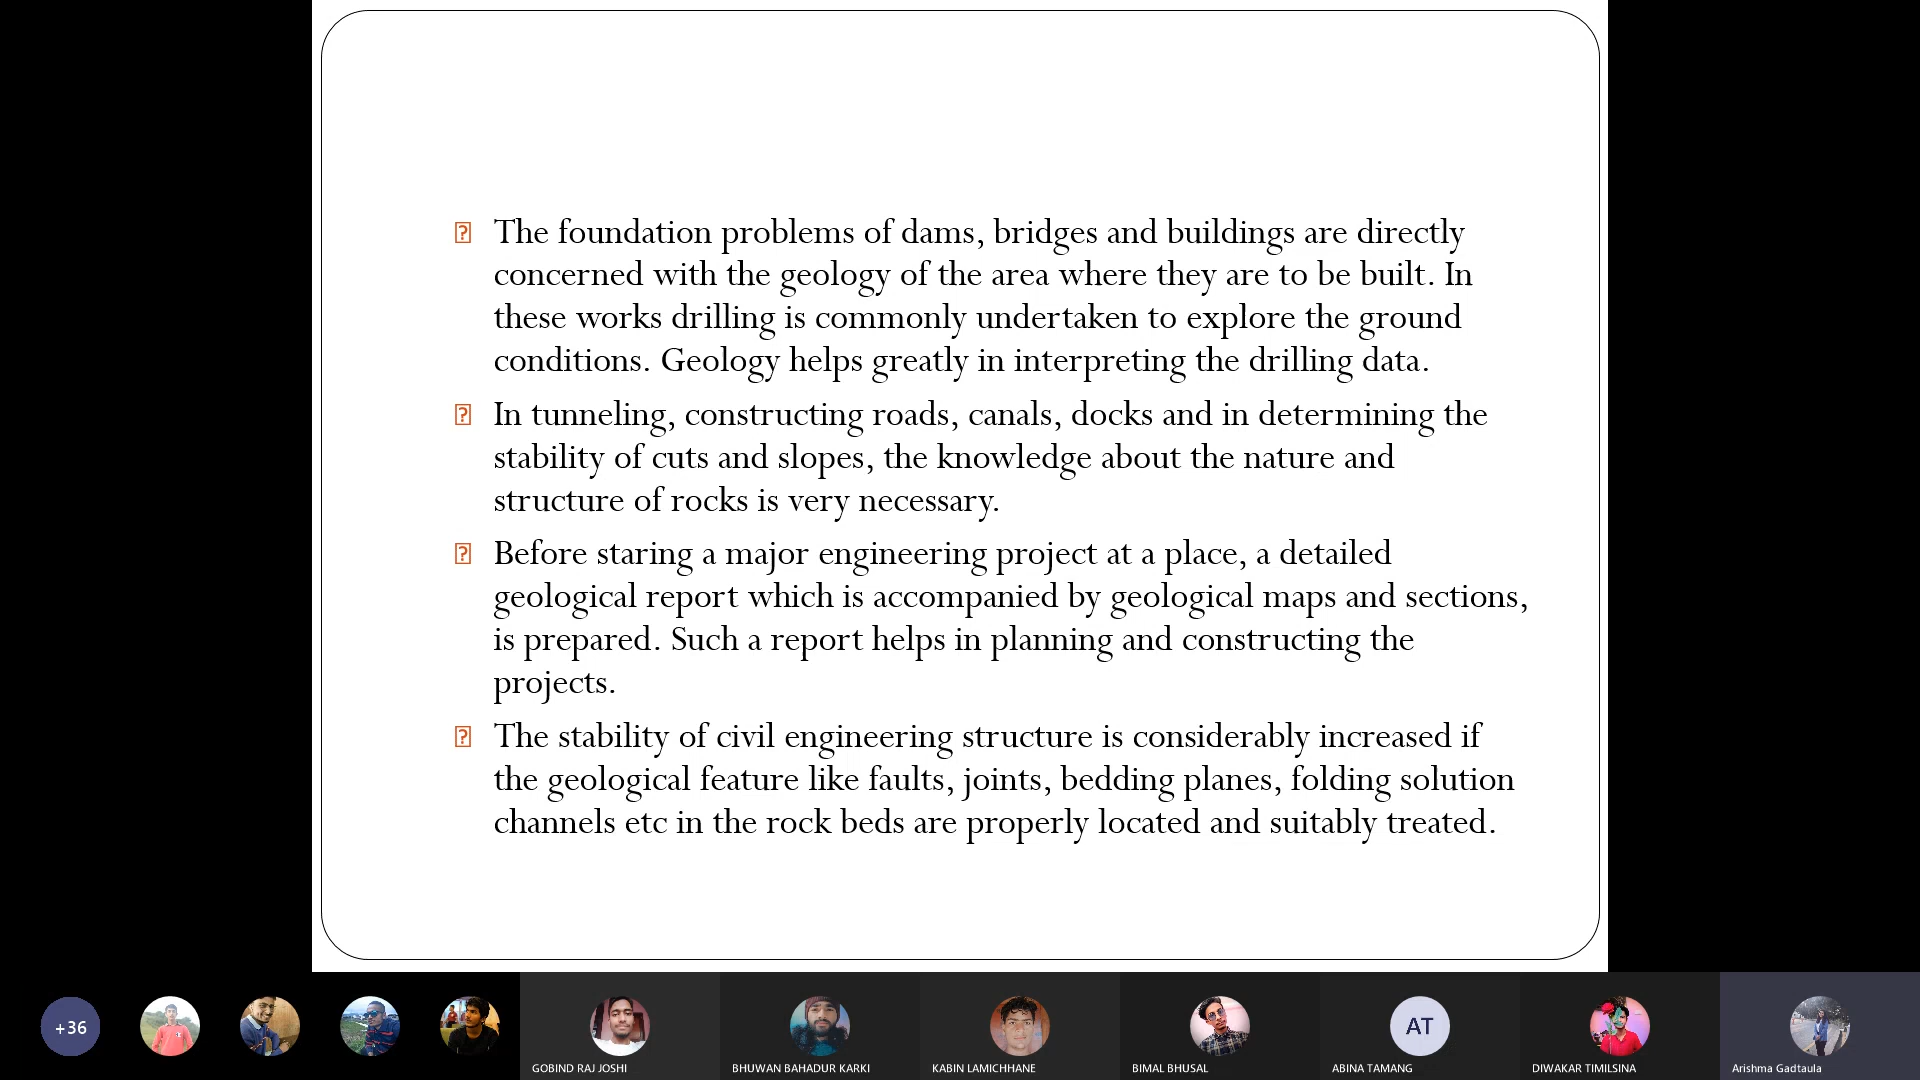 The foundation problems of dams, bridges and buildings are directly
concerned with the geology of the area where they are to be built. In
these works drilling is commonly undertaken to explore the ground
conditions. Geology helps greatly in interpreting the drilling data.
In tunneling, constructing roads, canals, docks and in determining the
stability of cuts and slopes, the knowledge about the nature and
structure of rocks is very necessary.
Before staring a major engineering project at a place, a detailed
geological report which is accompanied by geological maps and sections,
is prepared. Such a report helps in planning and constructing the
projects.
The stability of civil engineering structure is considerably increased if
the geological feature like faults, joints, bedding planes, folding solution
channels etc in the rock beds are properly located and suitably treated.
+36
AT
GOBIND RAJ JOSHI
BHUWAN BAHADUR KARKI
KABIN LAMICHHANE
BIMAL BHUSAL
ABINA TAMANG
DIWAKAR TIMILSINA
Arishma Gadtaula